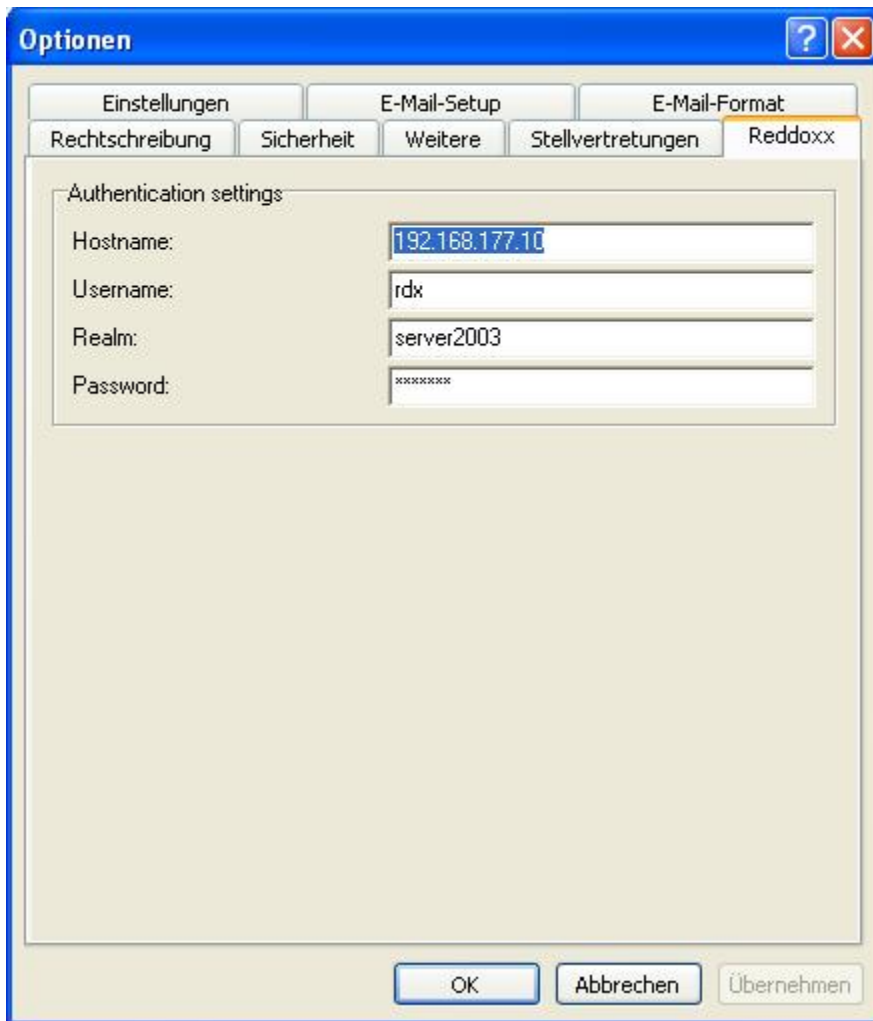 Optionen
Einstellungen E-Mail-Setup E-Mail-Format
Rechtschreibung Sicherheit Weitere Stellvertretungen Reddoxx
Authentication settings
Hostname: 192.168.177.10
Username: rdx
Realm: server2003
Password: *******
OK Abbrechen Übernehmen